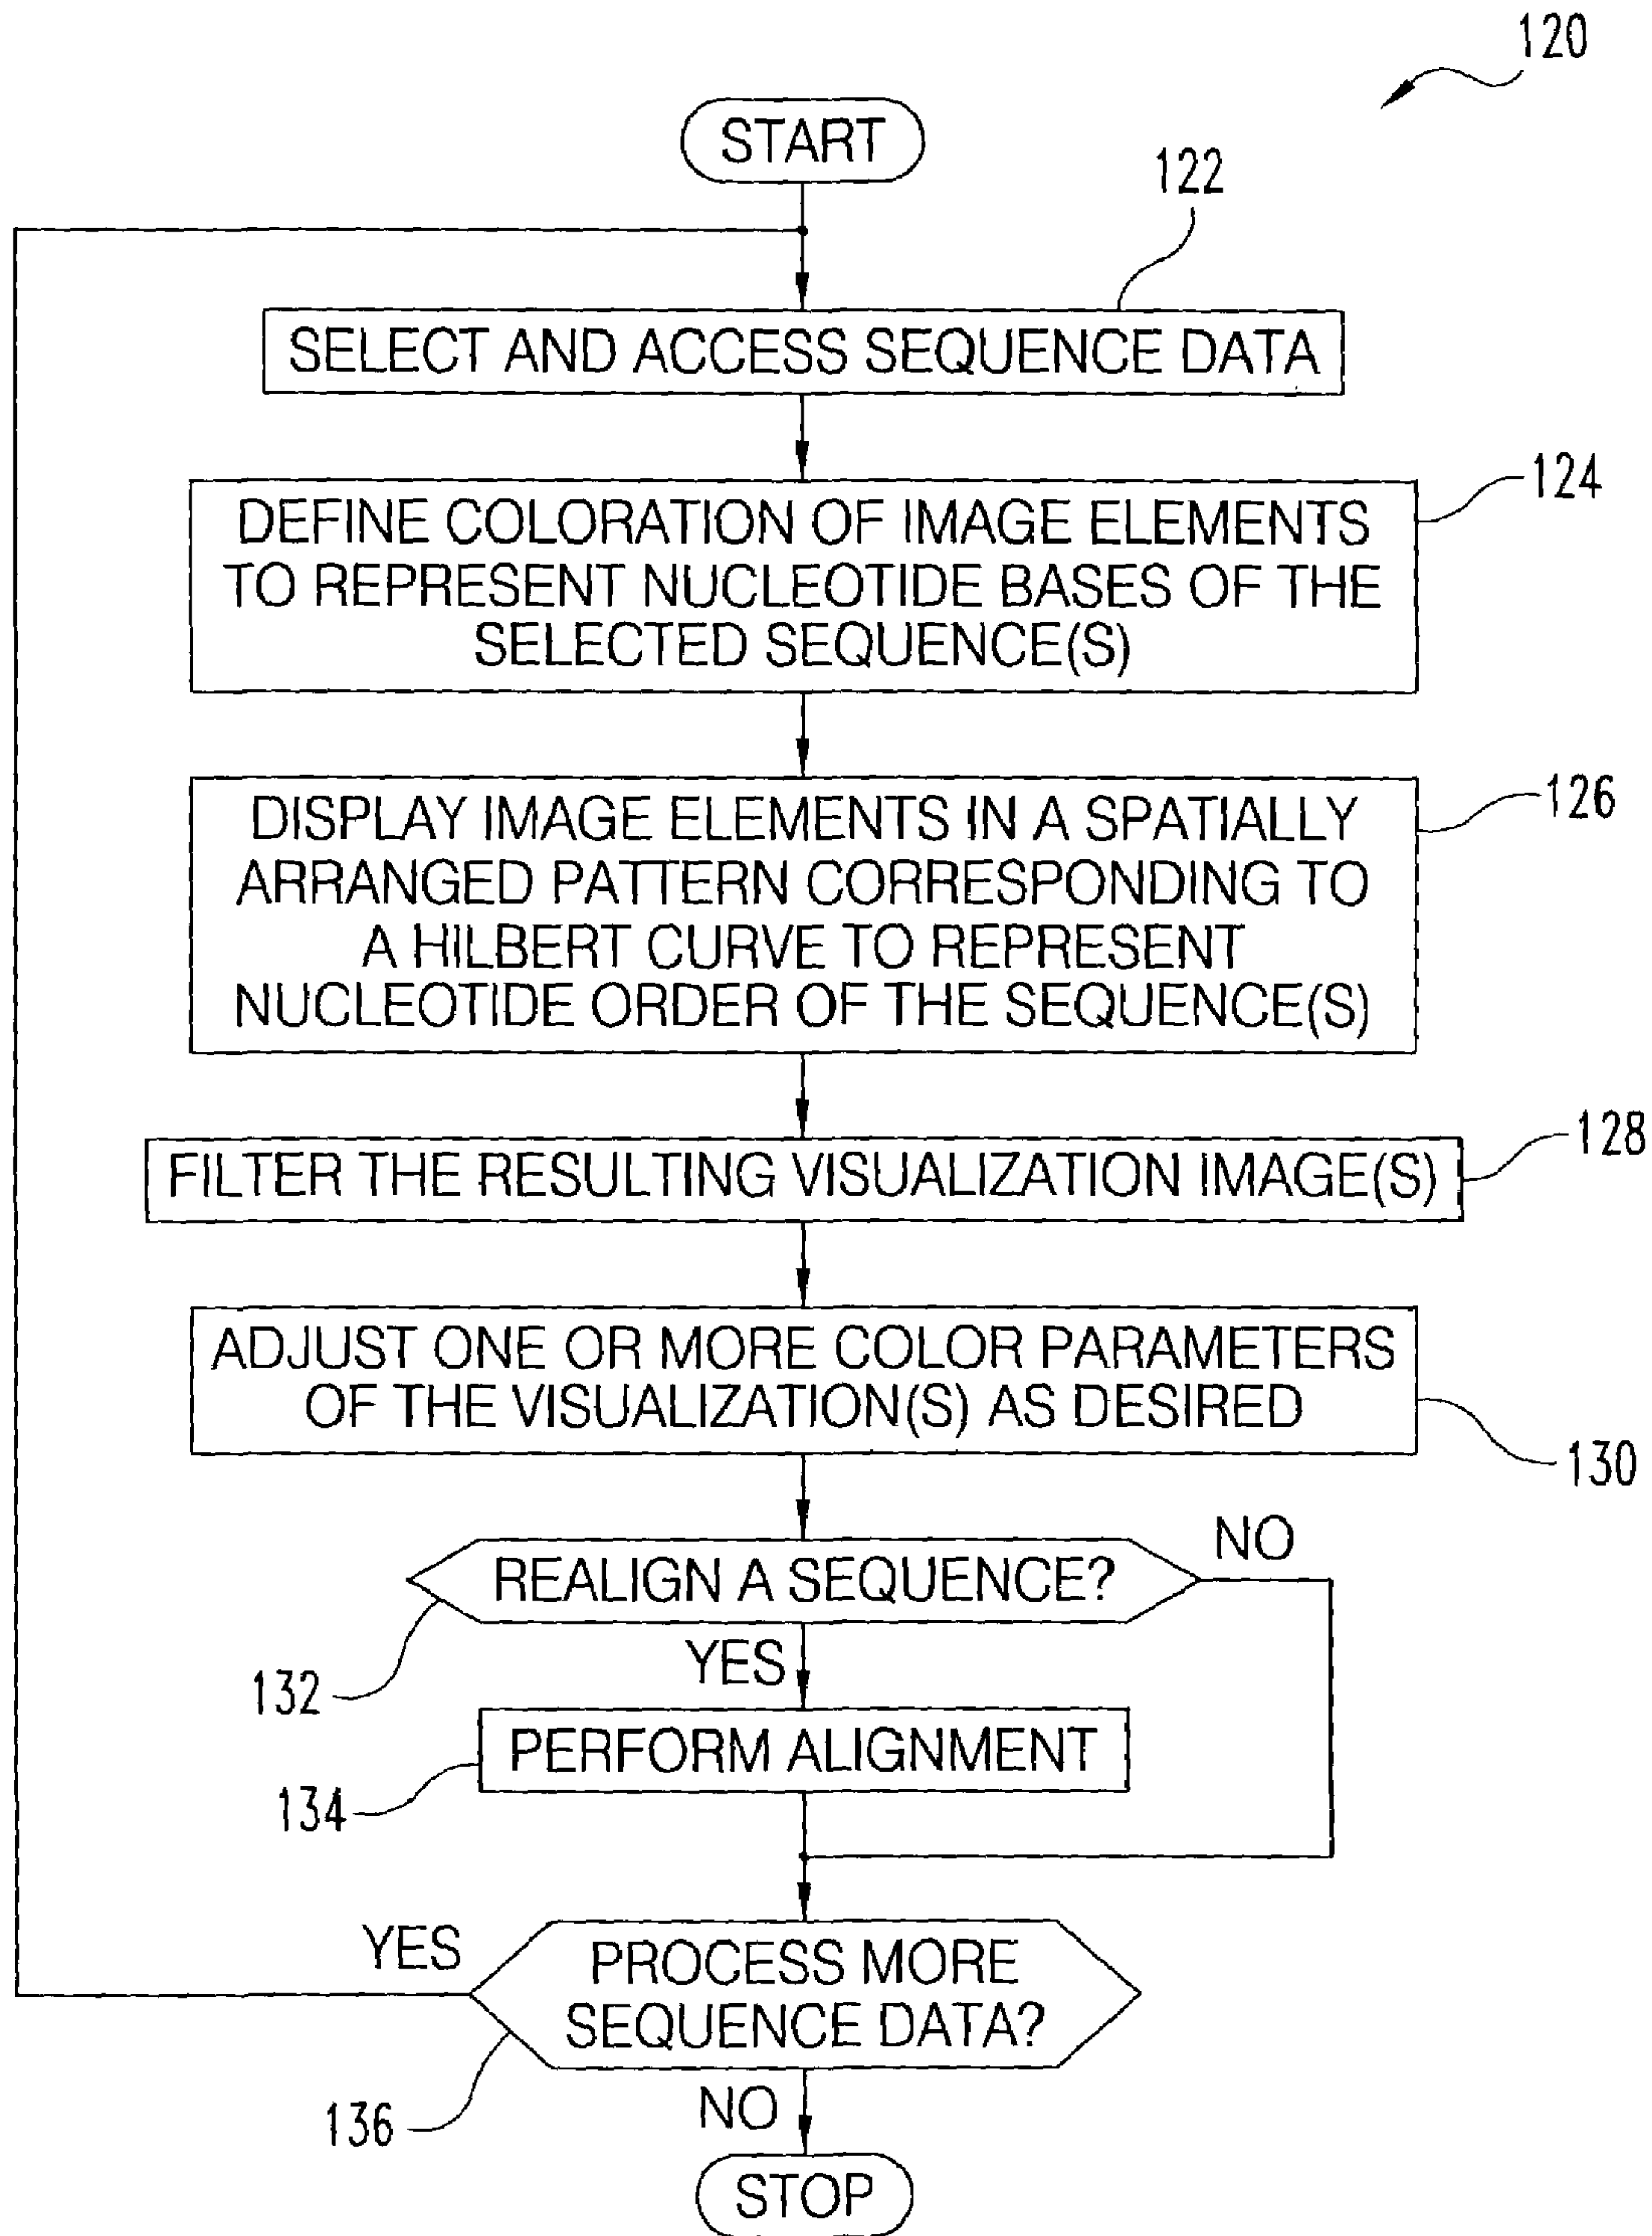 120
START
122
SELECT AND ACCESS SEQUENCE DATA
124
DEFINE COLORATION OF IMAGE ELEMENTS
TO REPRESENT NUCLEOTIDE BASES OF THE
SELECTED SEQUENCE(S)
126
DISPLAY IMAGE ELEMENTS IN A SPATIALLY
ARRANGED PATTERN CORRESPONDING TO
A HILBERT CURVE TO REPRESENT
NUCLEOTIDE ORDER OF THE SEQUENCE(S)
128
FILTER THE RESULTING VISUALIZATION IMAGE(S)
ADJUST ONE OR MORE COLOR PARAMETERS
OF THE VISUALIZATION(S) AS DESIRED
130
NO
REALIGN A SEQUENCE?
YES
132
PERFORM ALIGNMENT
134
YES
PROCESS MORE
SEQUENCE DATA?
NO
136
STOP